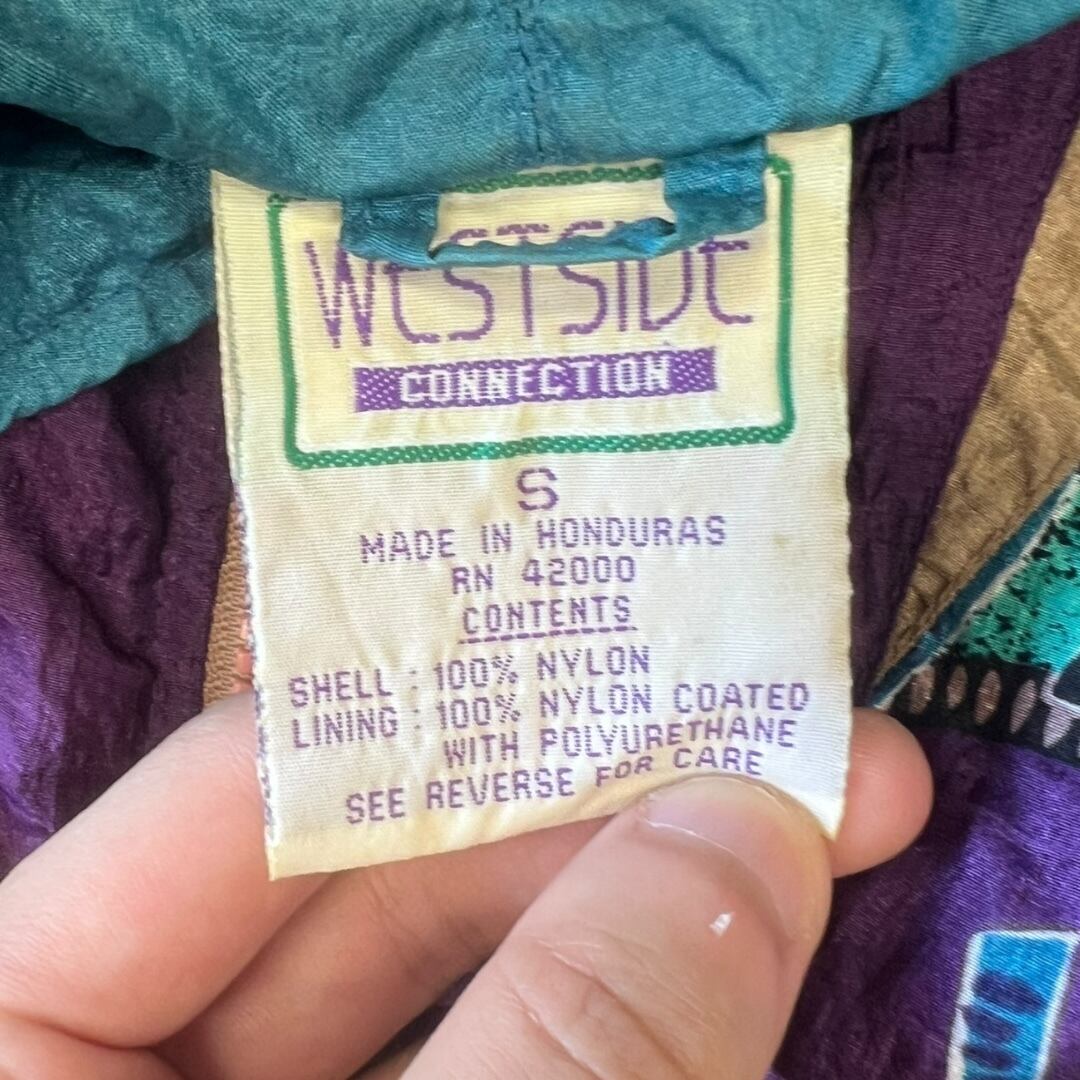 WESTSIDE
CONNECTION
S
MADE IN HONDURAS
RN 42000
CONTENTS
SHELL : 100% NYLON
LINING : 100% NYLON COATED
WITH POLYURETHANE
SEE REVERSE FOR CARE